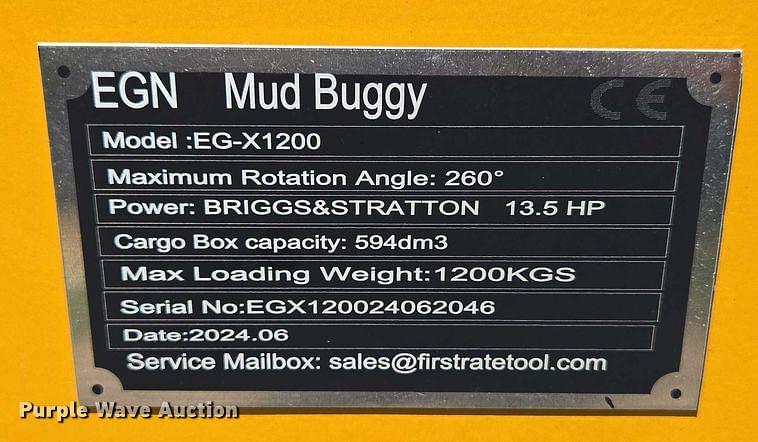 EGN Mud Buggy CE
Model :EG-X1200
Maximum Rotation Angle: 260°
Power: BRIGGS&STRATTON 13.5 HP
Cargo Box capacity: 594dm3
Max Loading Weight:1200KGS
Serial No:EGX120024062046
Date:2024.06
Service Mailbox: sales@firstratetool.com
Purple Wave Auction